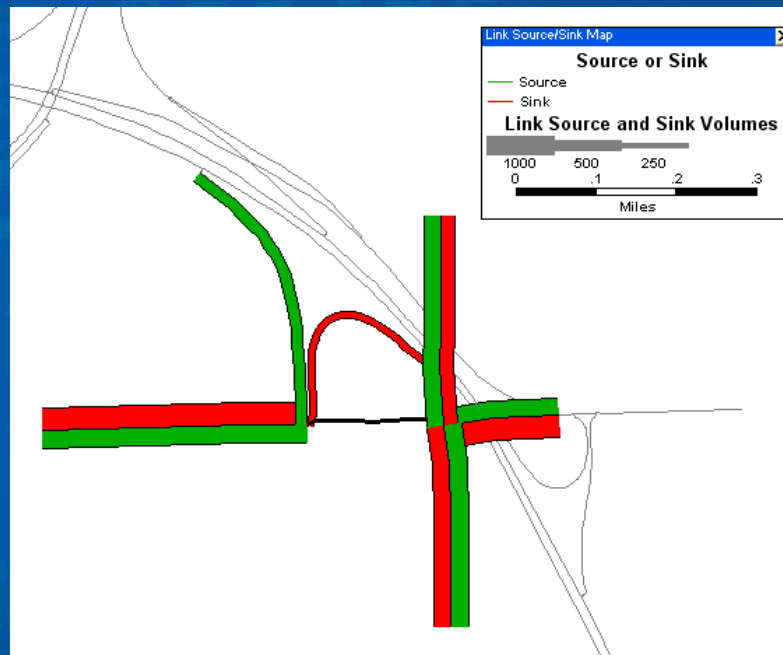 Link Source/Sink Map
Source or Sink
Source
Sink
Link Source and Sink Volumes
1000 500 250
0 .1 .2 .3
Miles